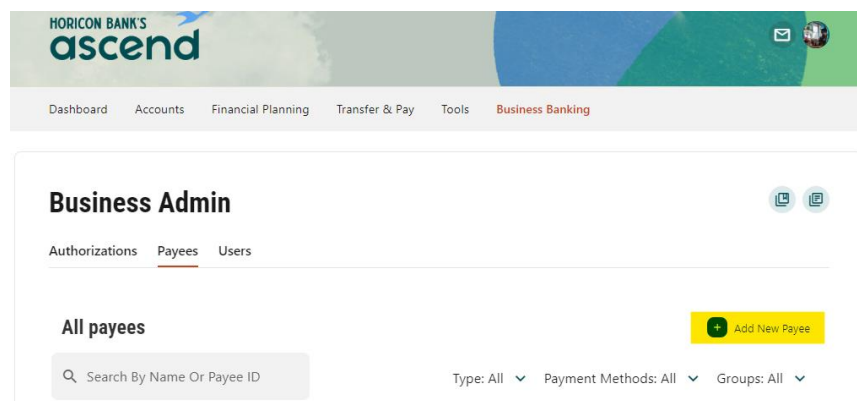 HORICON BANK'S
ascend
Dashboard Accounts Financial Planning Transfer & Pay Tools Business Banking
Business Admin
Authorizations Payees Users
All payees
+ Add New Payee
Search By Name Or Payee ID
Type: All Payment Methods: All Groups: All